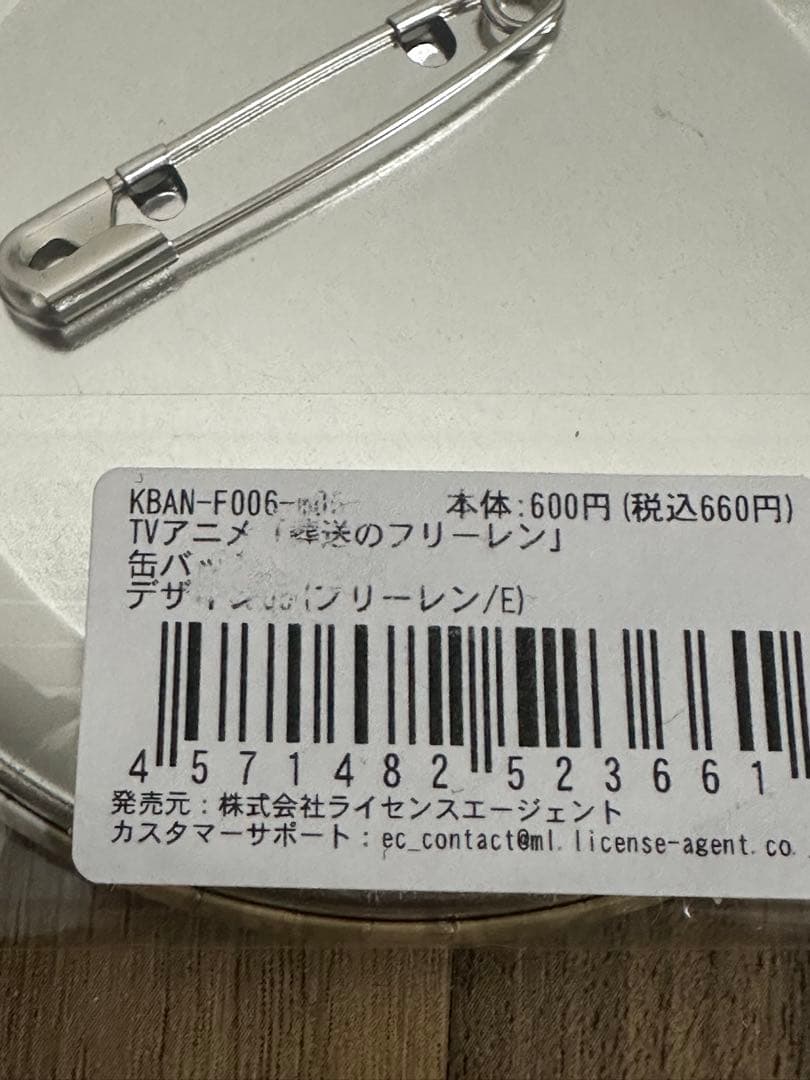 KBAN-F006- 本体:600円(税込660円)
TVアニメ「葬送のフリーレン」
缶バッ
デザイン (フリーレン/E)
4 571482 523661
発売元:株式会社ライセンスエージェント
カスタマーサポート:ec_contact@ml.license-agent.co.